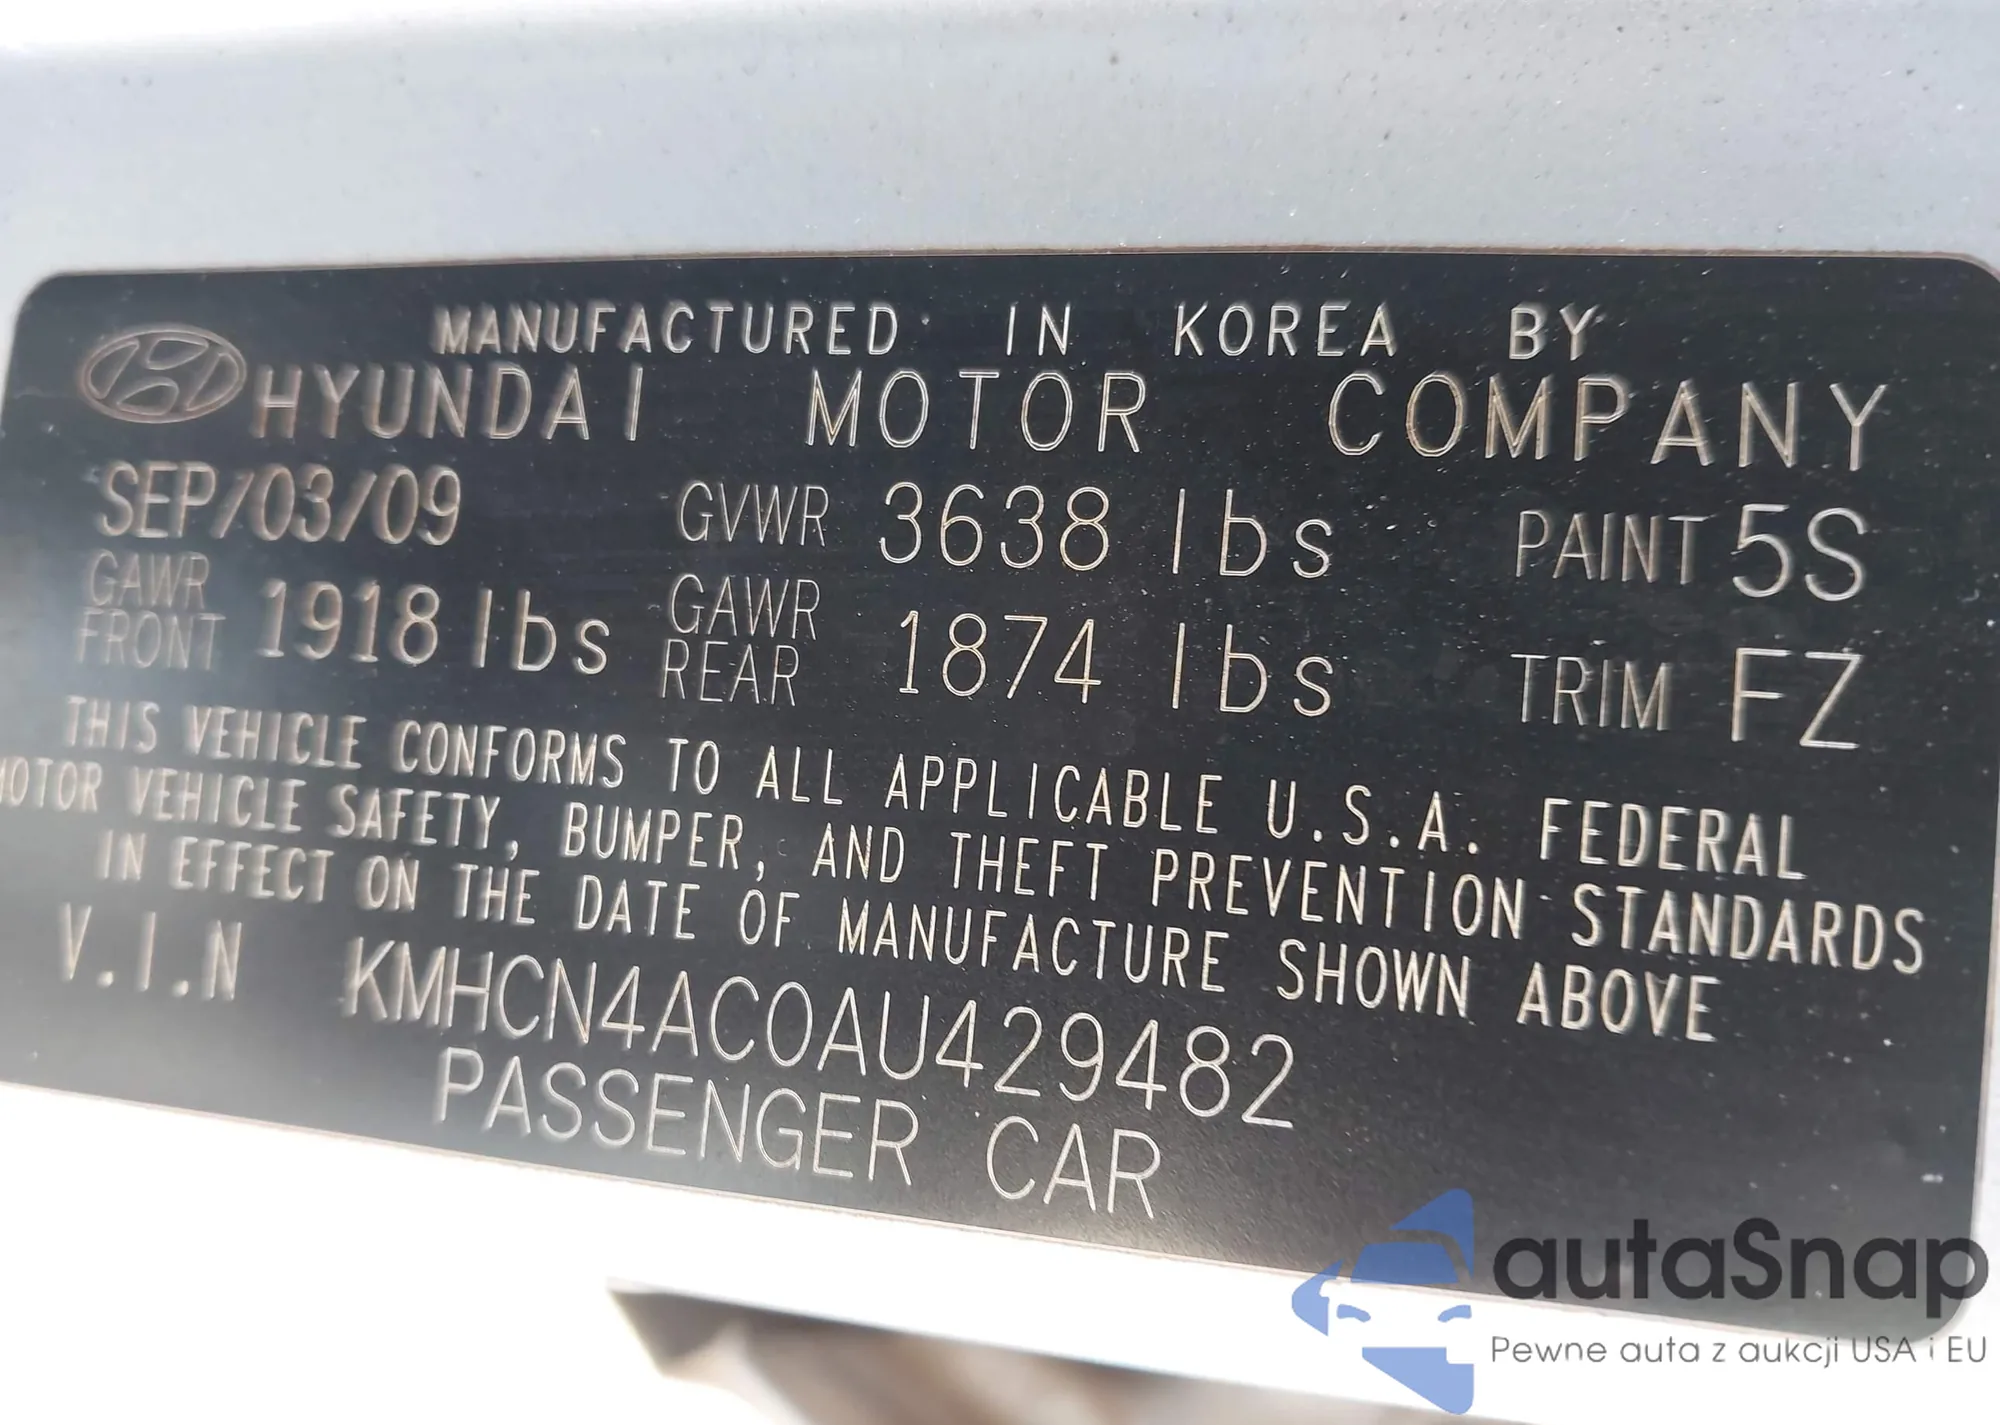 MANUFACTURED IN KOREA BY
HYUNDAI MOTOR COMPANY
SEP/03/09 GVWR 3638 lbs PAINT 5S
GAWR FRONT 1918 lbs GAWR REAR 1874 lbs TRIM FZ
THIS VEHICLE CONFORMS TO ALL APPLICABLE U.S.A. FEDERAL
MOTOR VEHICLE SAFETY, BUMPER, AND THEFT PREVENTION STANDARDS
IN EFFECT ON THE DATE OF MANUFACTURE SHOWN ABOVE
V.I.N KMHCN4AC0AU429482
PASSENGER CAR
autaSnap
Pewne auta z aukcji USA i EU